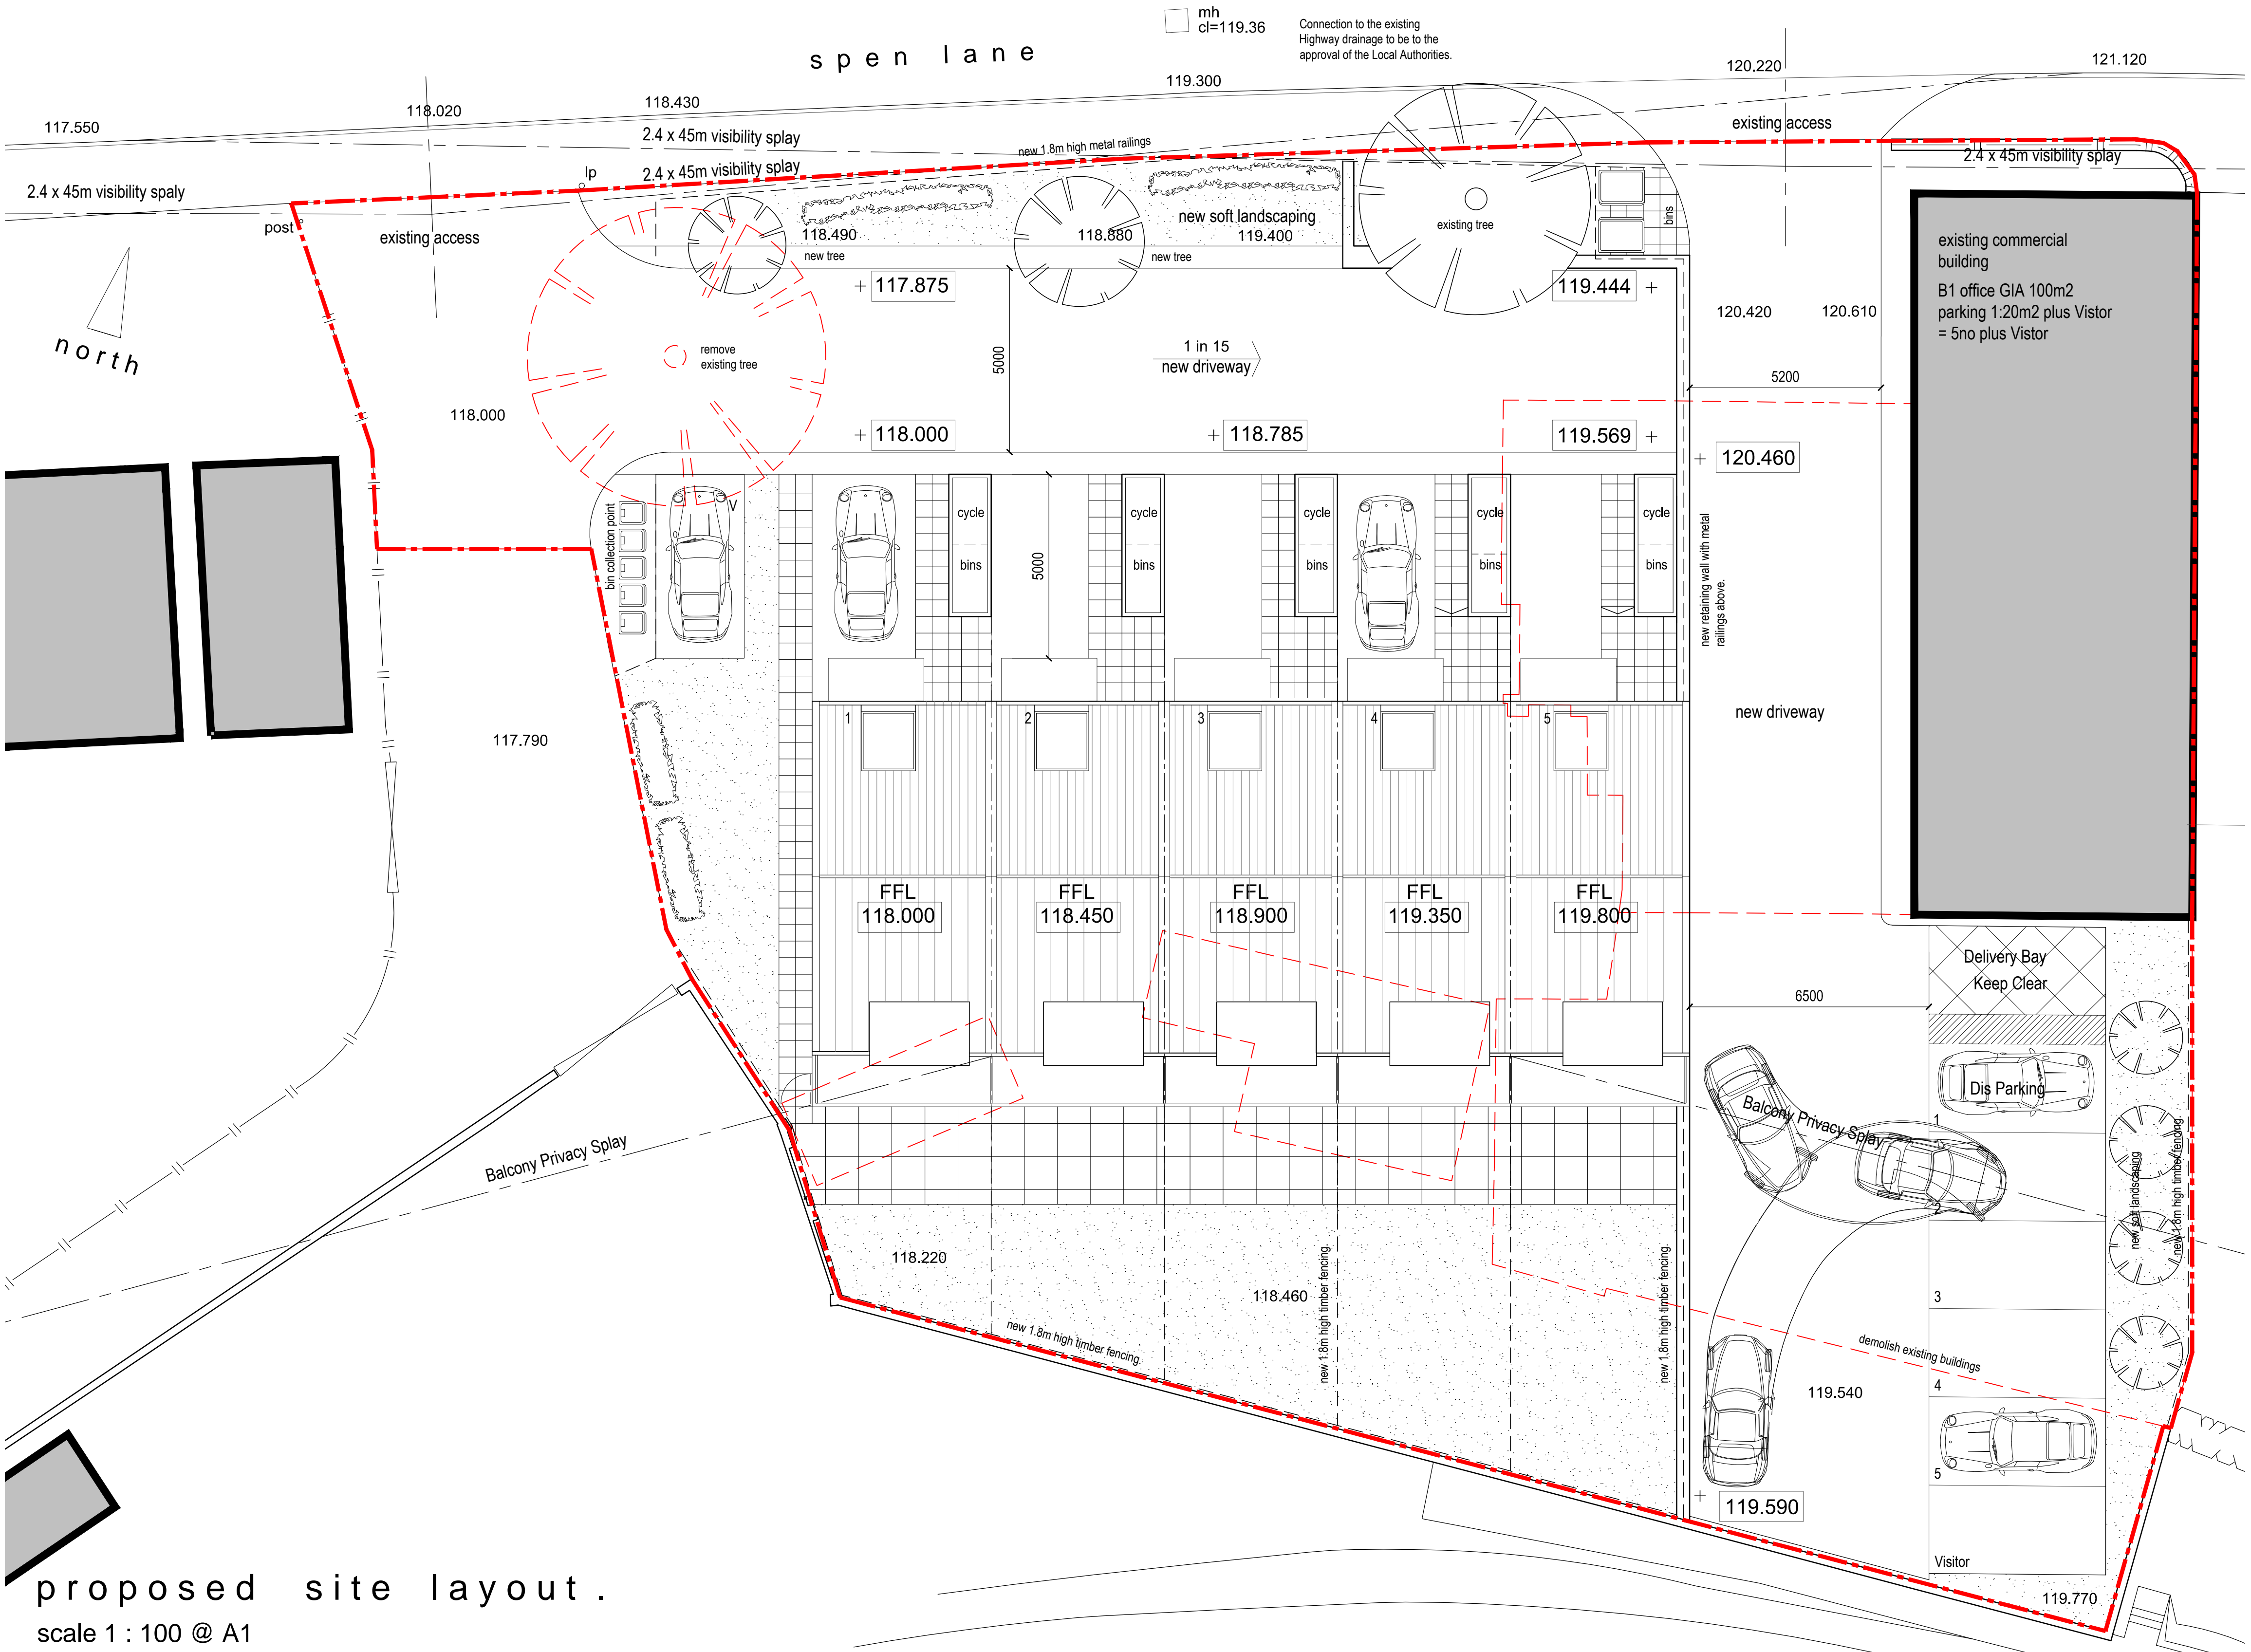 mh
cl=119.36
Connection to the existing
Highway drainage to be to the
approval of the Local Authorities.
spen lane
117.550
118.020
118.430
119.300
120.220
121.120
2.4 x 45m visibility splay
new 1.8m high metal railings
existing access
2.4 x 45m visibility spaly
lp
2.4 x 45m visibility splay
2.4 x 45m visibility splay
post
existing access
118.490
new tree
118.880
new tree
new soft landscaping
119.400
existing tree
bins
existing commercial
building
B1 office GIA 100m2
parking 1:20m2 plus Vistor
= 5no plus Vistor
north
117.875
119.444
120.420
120.610
remove
existing tree
5000
1 in 15
new driveway
5200
118.000
118.000
118.785
119.569
120.460
bin collection point
V
cycle
bins
5000
cycle
bins
cycle
bins
cycle
bins
cycle
bins
new retaining wall with metal
railings above.
117.790
1
2
3
4
5
new driveway
FFL
118.000
FFL
118.450
FFL
118.900
FFL
119.350
FFL
119.800
Delivery Bay
Keep Clear
6500
Dis Parking
Balcony Privacy Splay
1
Balcony Privacy Splay
2
new soft landscaping
new 1.8m high timber fencing.
118.220
118.460
3
new 1.8m high timber fencing.
new 1.8m high timber fencing.
new 1.8m high timber fencing.
demolish existing buildings
4
119.540
5
119.590
Visitor
119.770
proposed site layout.
scale 1 : 100 @ A1